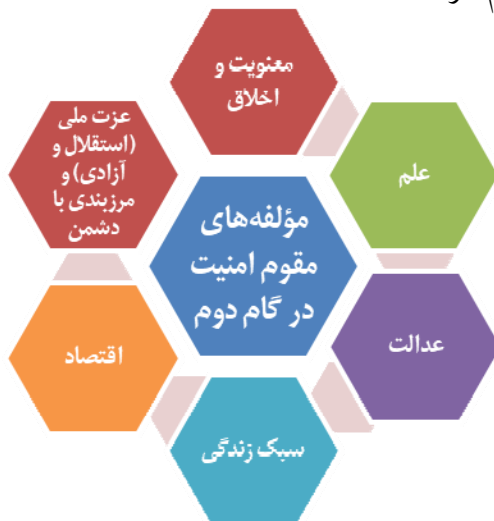 معنویت و
اخلاق
عزت ملی
(استقلال و
آزادی) و
مرزبندی با
دشمن
علم
مؤلفه‌های
مقوم امنیت
در گام دوم
اقتصاد
عدالت
سبک زندگی